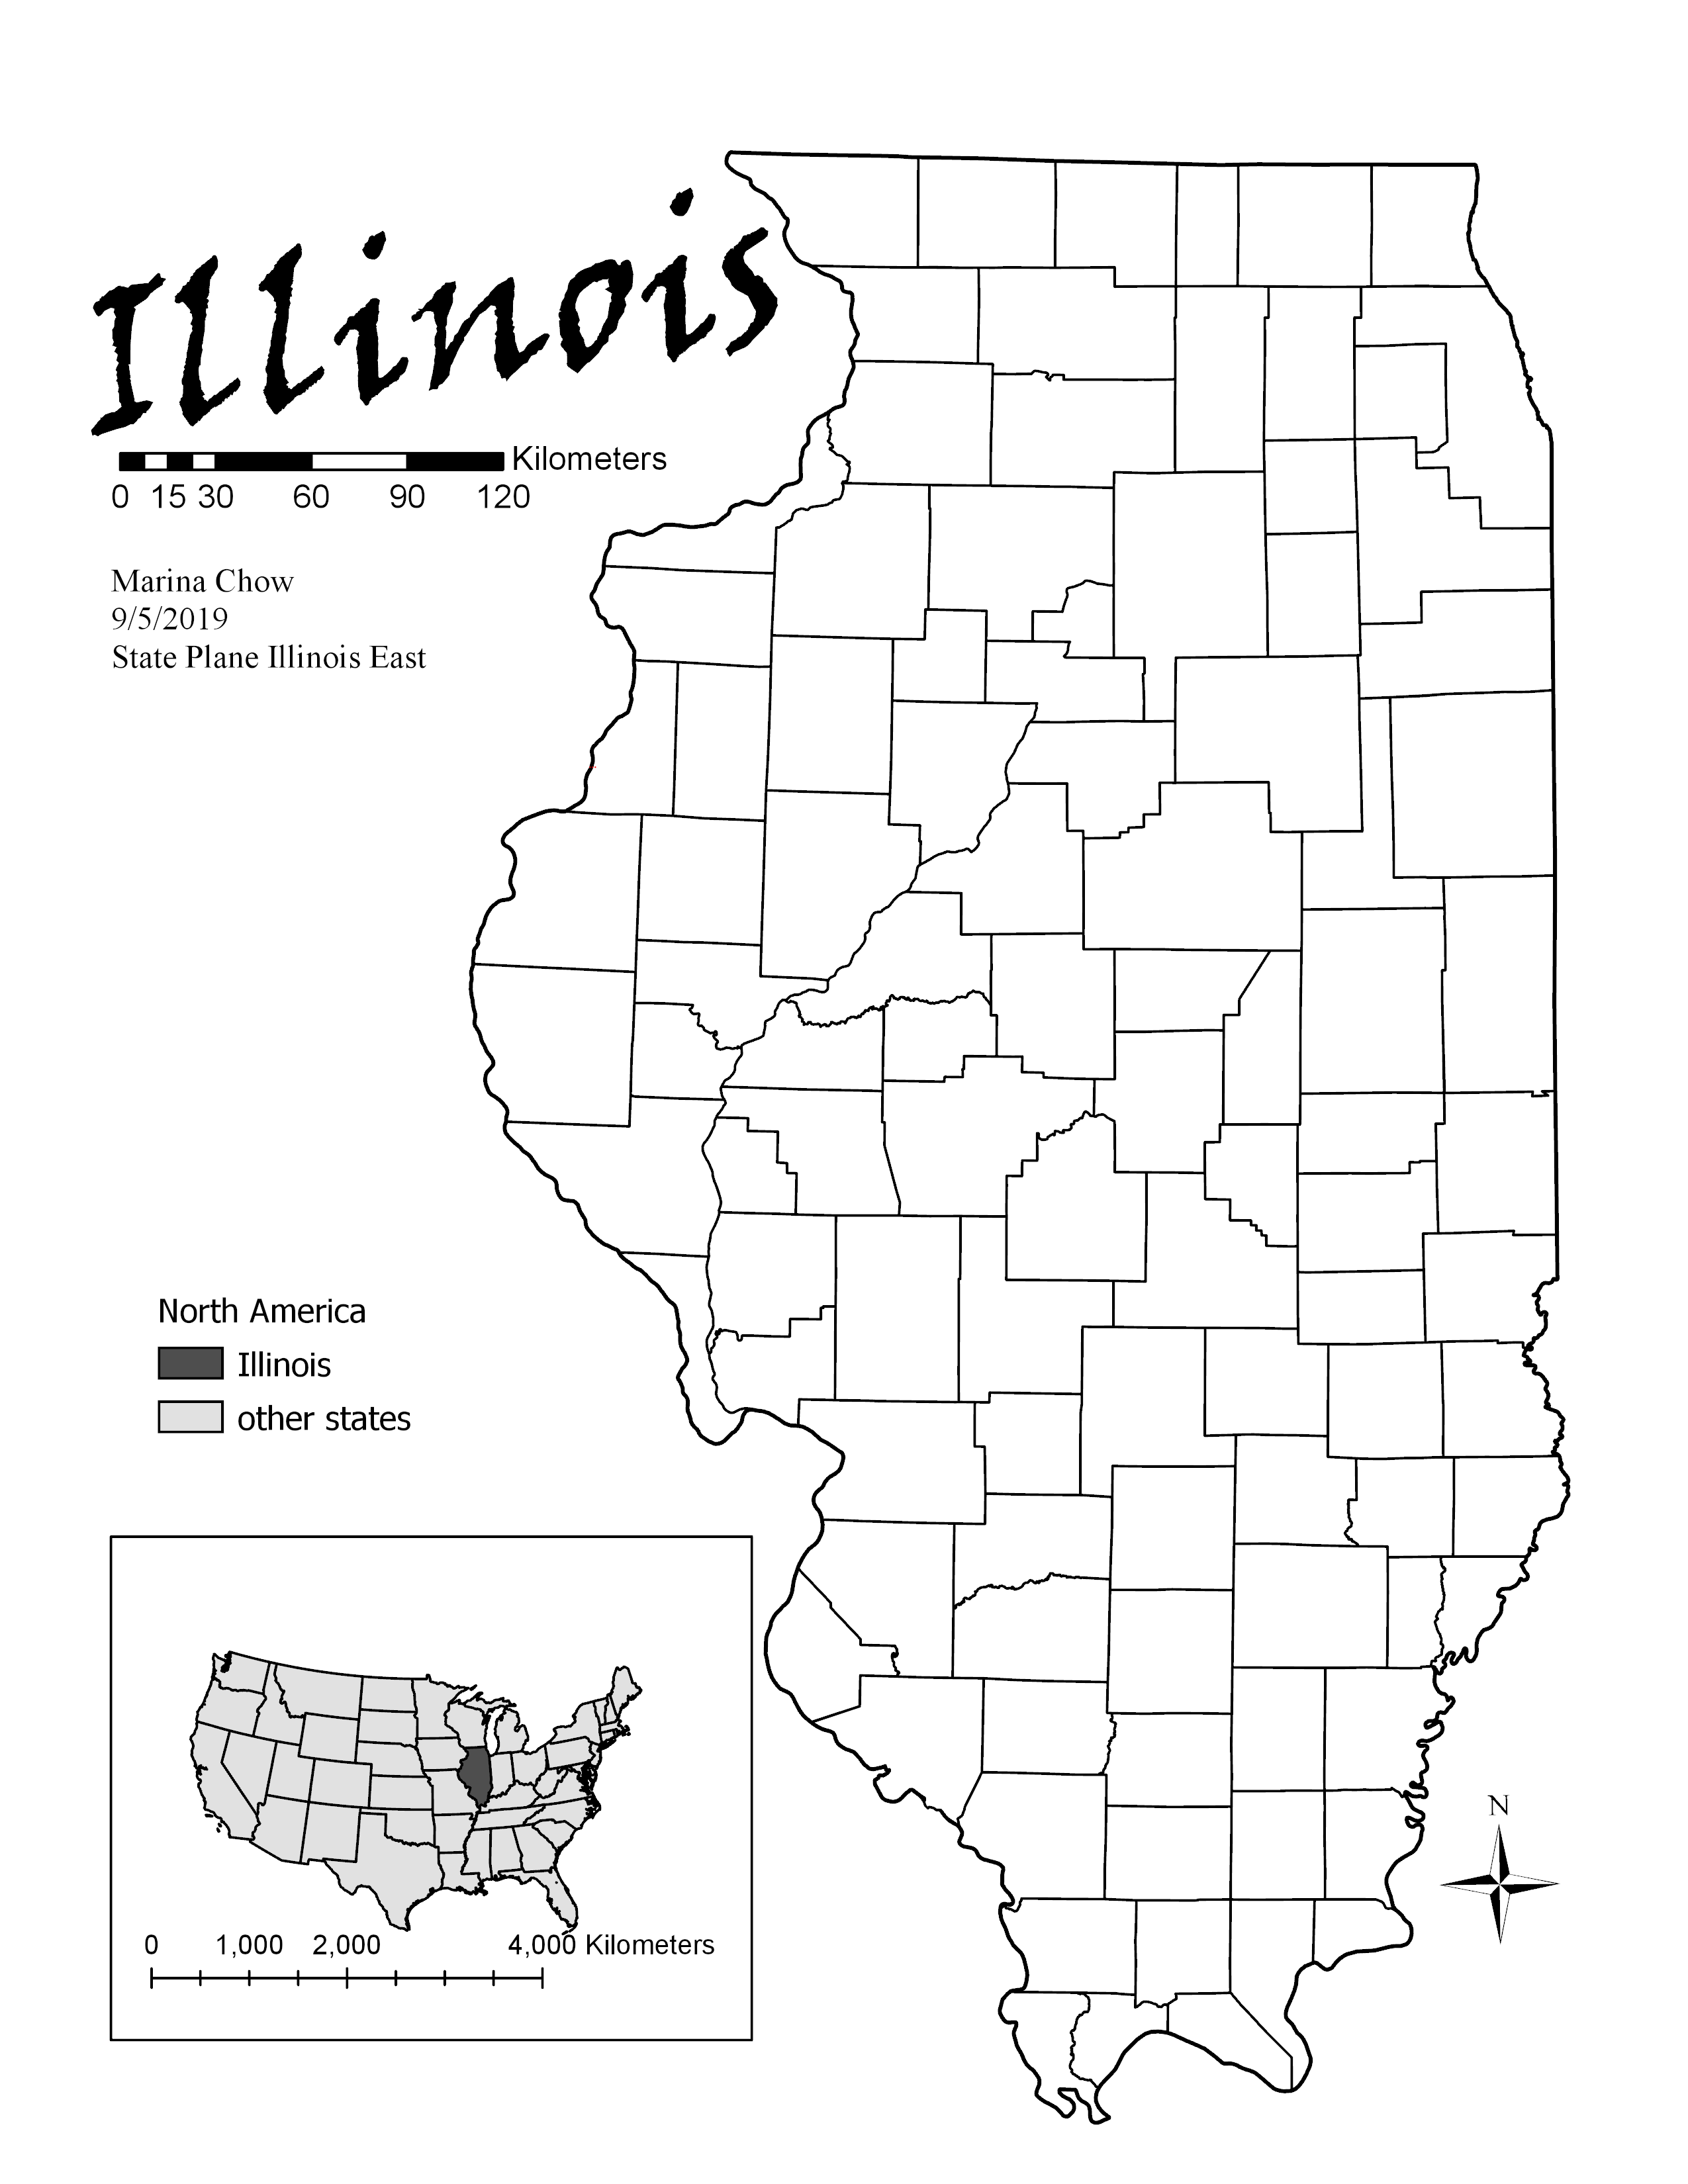 Illinois
Kilometers
0 15 30 60 90 120
Marina Chow
9/5/2019
State Plane Illinois East
North America
Illinois
other states
N
0 1,000 2,000 4,000 Kilometers